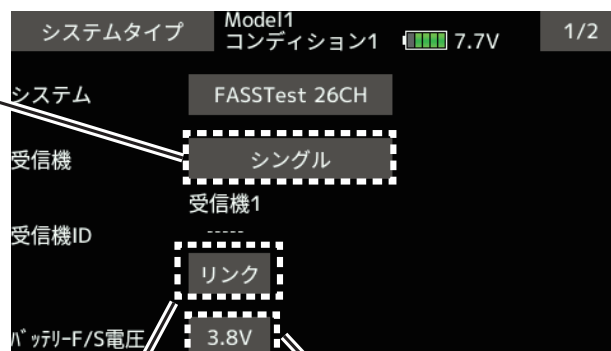 システムタイプ
Model1
コンディション1
7.7V
1/2
システム
FASSTest 26CH
受信機
シングル
受信機1
受信機ID
-----
リンク
バッテリーF/S電圧
3.8V